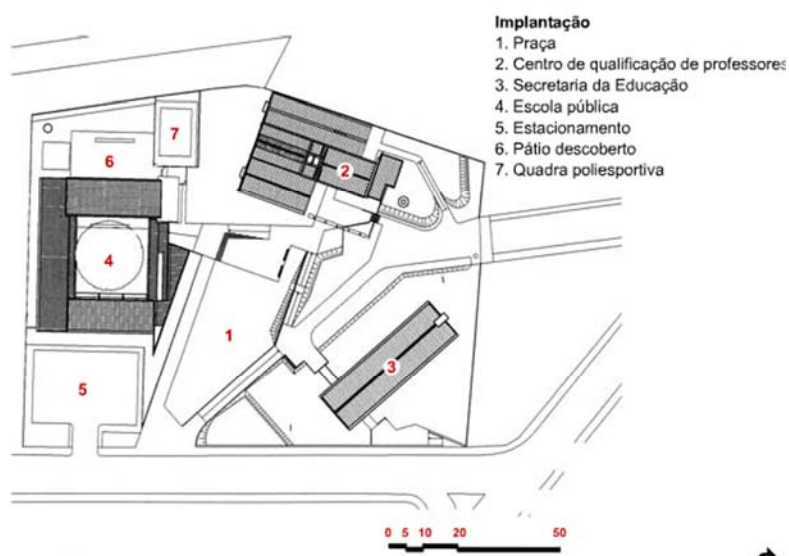 Implantação
1. Praça
2. Centro de qualificação de professores
3. Secretaria da Educação
4. Escola pública
5. Estacionamento
6. Pátio descoberto
7. Quadra poliesportiva
7
6
2
4
1
3
5
0 5 10 20 50